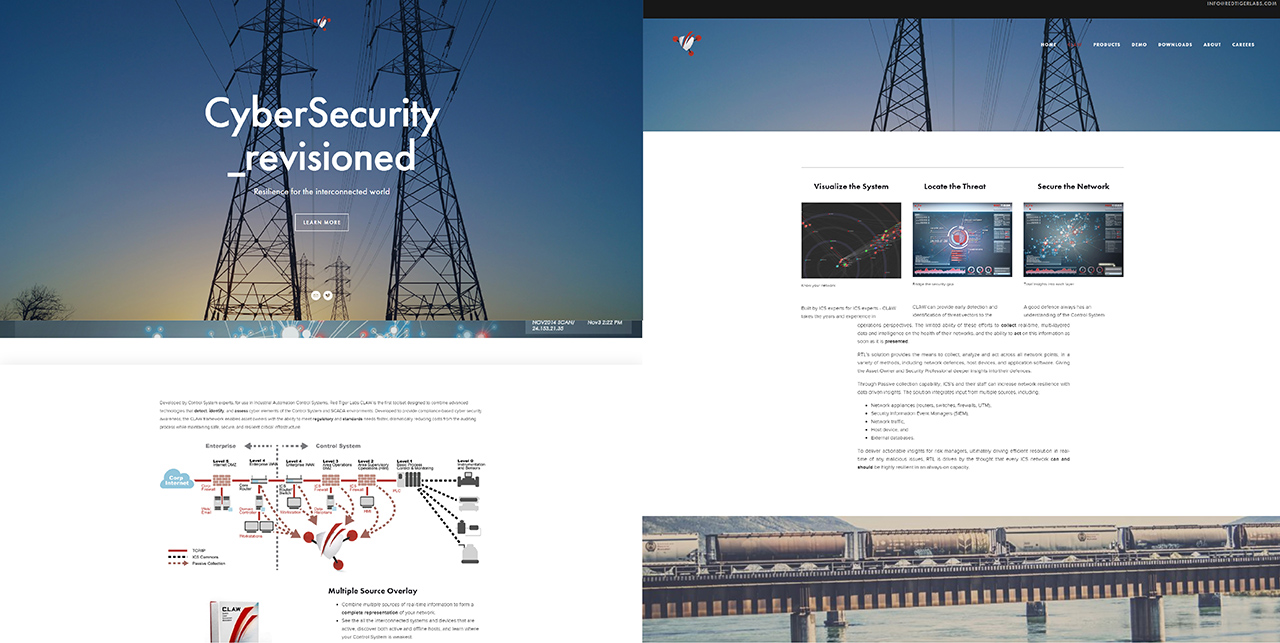 CyberSecurity
_revisioned
Resilience for the interconnected world
LEARN MORE
NOV2014 SCAN/ Nov3 2:22 PM
24.153.21.35
Developed by Control System experts, for use in Industrial Automation Control Systems, Red Tiger Labs CLAW is the first toolset designed to combine advanced
technologies that detect, identify, and assess cyber elements of the Control System and SCADA environments. Developed to provide compliance-based cyber security
awareness, the CLAW framework enables asset owners with the ability to meet regulatory and standards needs faster, dramatically reducing costs from the auditing
process while maintaining safe, secure, and resilient critical infrastructure.
Enterprise Control System
Level 5 Level 4 Level 4 Level 3 Level 2 Level 1 Level 0
Internet DMZ Enterprise WAN Enterprise WAN Area Operations Area Supervisory Basic Process Instrumentation
DMZ Operations (HMI) Control & Monitoring and Sensors
Corp
Internet
Corp
Firewall
Corp
Router
ICS
Router
Switch
ICS
Firewall
ICS
Firewall
PLC
Web/
Email
Domain
Controller
Workstation
Data
Historians
HMI
Workstations
TCP/IP
ICS Commons
Passive Collection
Multiple Source Overlay
CLAW
• Combine multiple sources of real-time information to form a
complete representation of your network.
• See the all the interconnected systems and devices that are
active, discover both active and offline hosts, and learn where
your Control System is weakest.
INFO@REDTIGERLABS.COM
HOME PRODUCTS DEMO DOWNLOADS ABOUT CAREERS
Visualize the System Locate the Threat Secure the Network
Know your network
Bridge the security gap
Find insights into each layer
Built by ICS experts for ICS experts - CLAW
takes the years and experience in
CLAW can provide early detection and
identification of threat vectors to the
A good defence always has an
understanding of the Control System
operations perspectives. The limited ability of these efforts to collect real-time, multi-layered
data and intelligence on the health of their networks, and the ability to act on this information as
soon as it is presented.
RTL's solution provides the means to collect, analyze and act across all network points, in a
variety of methods, including network defences, host devices, and application software. Giving
the Asset Owner and Security Professional deeper insights into their defences.
Through Passive collection capability, ICS's and their staff can increase network resilience with
data driven insights. The solution integrates input from multiple sources, including:
• Network appliances (routers, switches, firewalls, UTM),
• Security Information Event Managers (SIEM),
• Network traffic,
• Host device, and
• External databases.
To deliver actionable insights for risk managers, ultimately driving efficient resolution in real-
time of any malicious issues. RTL is driven by the thought that every ICS network can and
should be highly resilient in an always-on capacity.